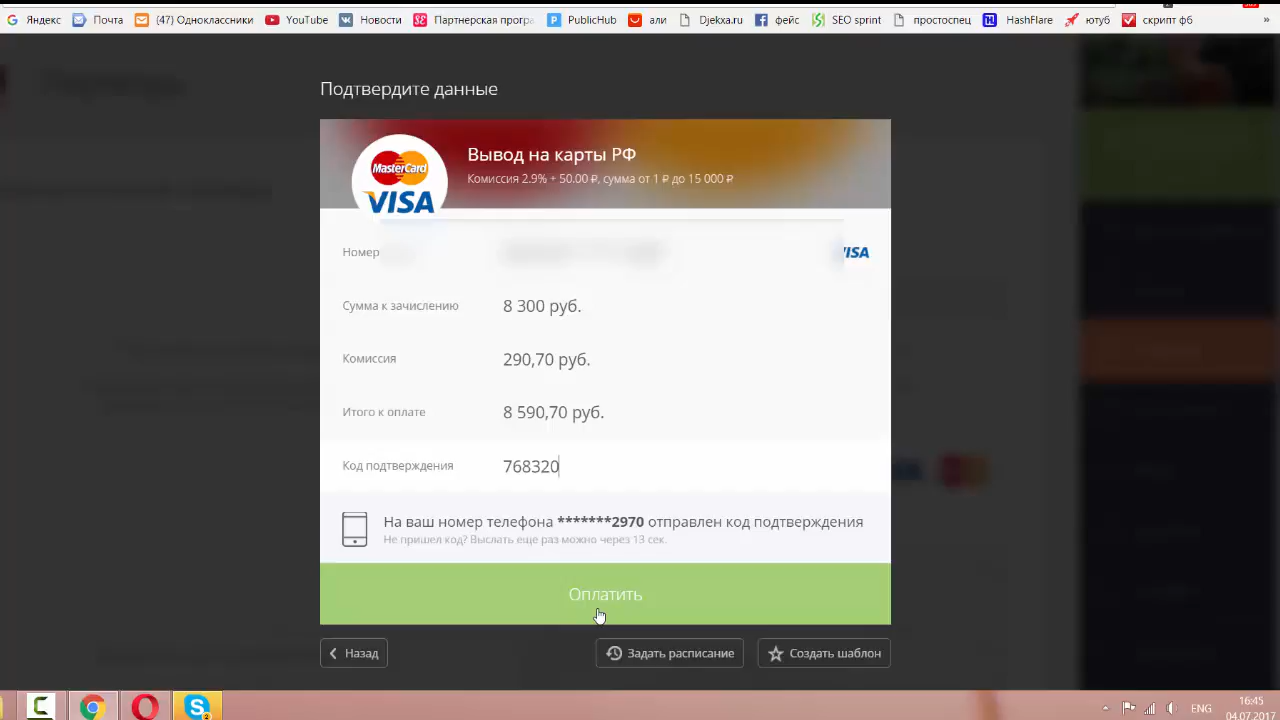 Яндекс Почта (47) Одноклассники YouTube Новости Партнерская програ PublicHub али Djekxa.ru фейс SEO sprint простоспец HashFlare ютуб скрипт фб »
Подтвердите данные
MasterCard
VISA
Вывод на карты РФ
Комиссия 2.9% + 50.00 ₽, сумма от 1 ₽ до 15 000 ₽
Номер
VISA
Сумма к зачислению 8 300 руб.
Комиссия 290,70 руб.
Итого к оплате 8 590,70 руб.
Код подтверждения 768320
На ваш номер телефона *******2970 отправлен код подтверждения
Не пришел код? Выслать еще раз можно через 13 сек.
Оплатить
Назад Задать расписание Создать шаблон
ENG 16:45
04.07.2017